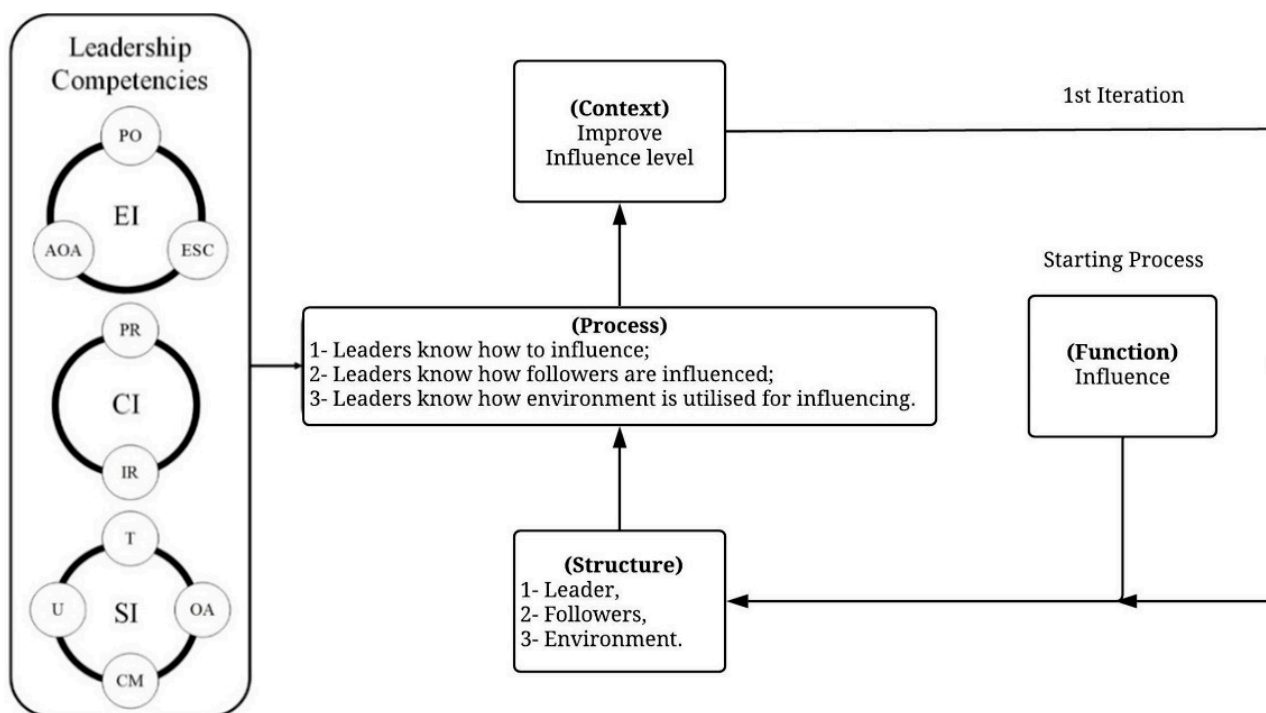 Leadership
Competencies
PO
EI
AOA
ESC
PR
CI
IR
T
U
SI
OA
CM
(Context)
Improve
Influence level
1st Iteration
(Process)
1- Leaders know how to influence;
2- Leaders know how followers are influenced;
3- Leaders know how environment is utilised for influencing.
Starting Process
(Function)
Influence
(Structure)
1- Leader,
2- Followers,
3- Environment.